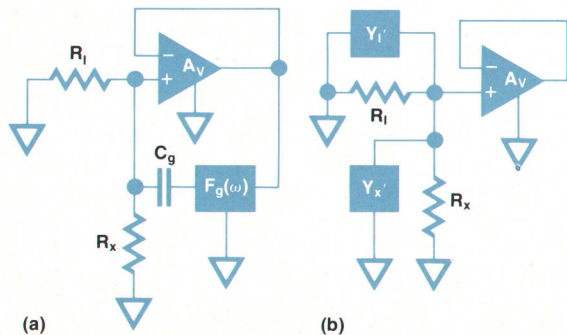 R_I
−
+
A_V
C_g
F_g(ω)
R_x
(a)
Y_I'
R_I
−
+
A_V
Y_x'
R_x
(b)